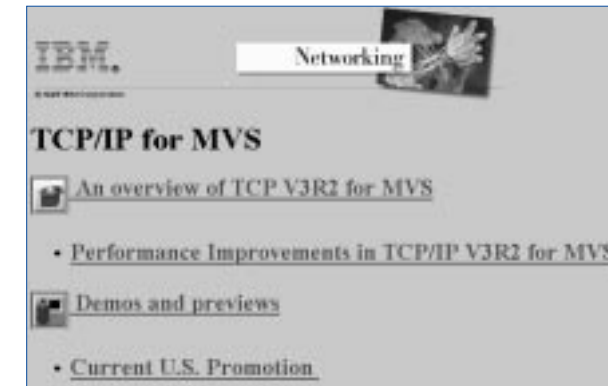 IBM.
Networking
TCP/IP for MVS
An overview of TCP V3R2 for MVS
• Performance Improvements in TCP/IP V3R2 for MVS
Demos and previews
• Current U.S. Promotion